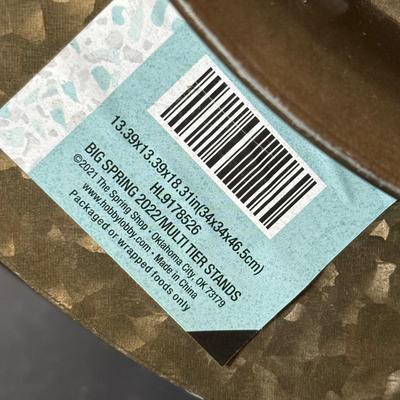 13.39x13.39x18.31in(34x34x46.5cm)
HL9178526
BIG SPRING 2022/MULTI TIER STANDS
©2021 The Spring Shop • Oklahoma City, OK 73179
www.hobbylobby.com • Made in China
Packaged or wrapped foods only